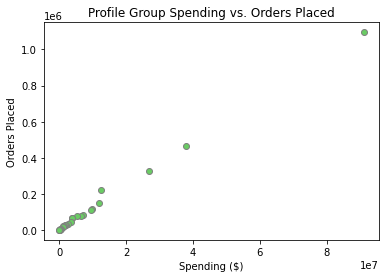 Profile Group Spending vs. Orders Placed
1e6
1.0
0.8
0.6
0.4
0.2
0.0
Orders Placed
0 2 4 6 8
1e7
Spending ($)